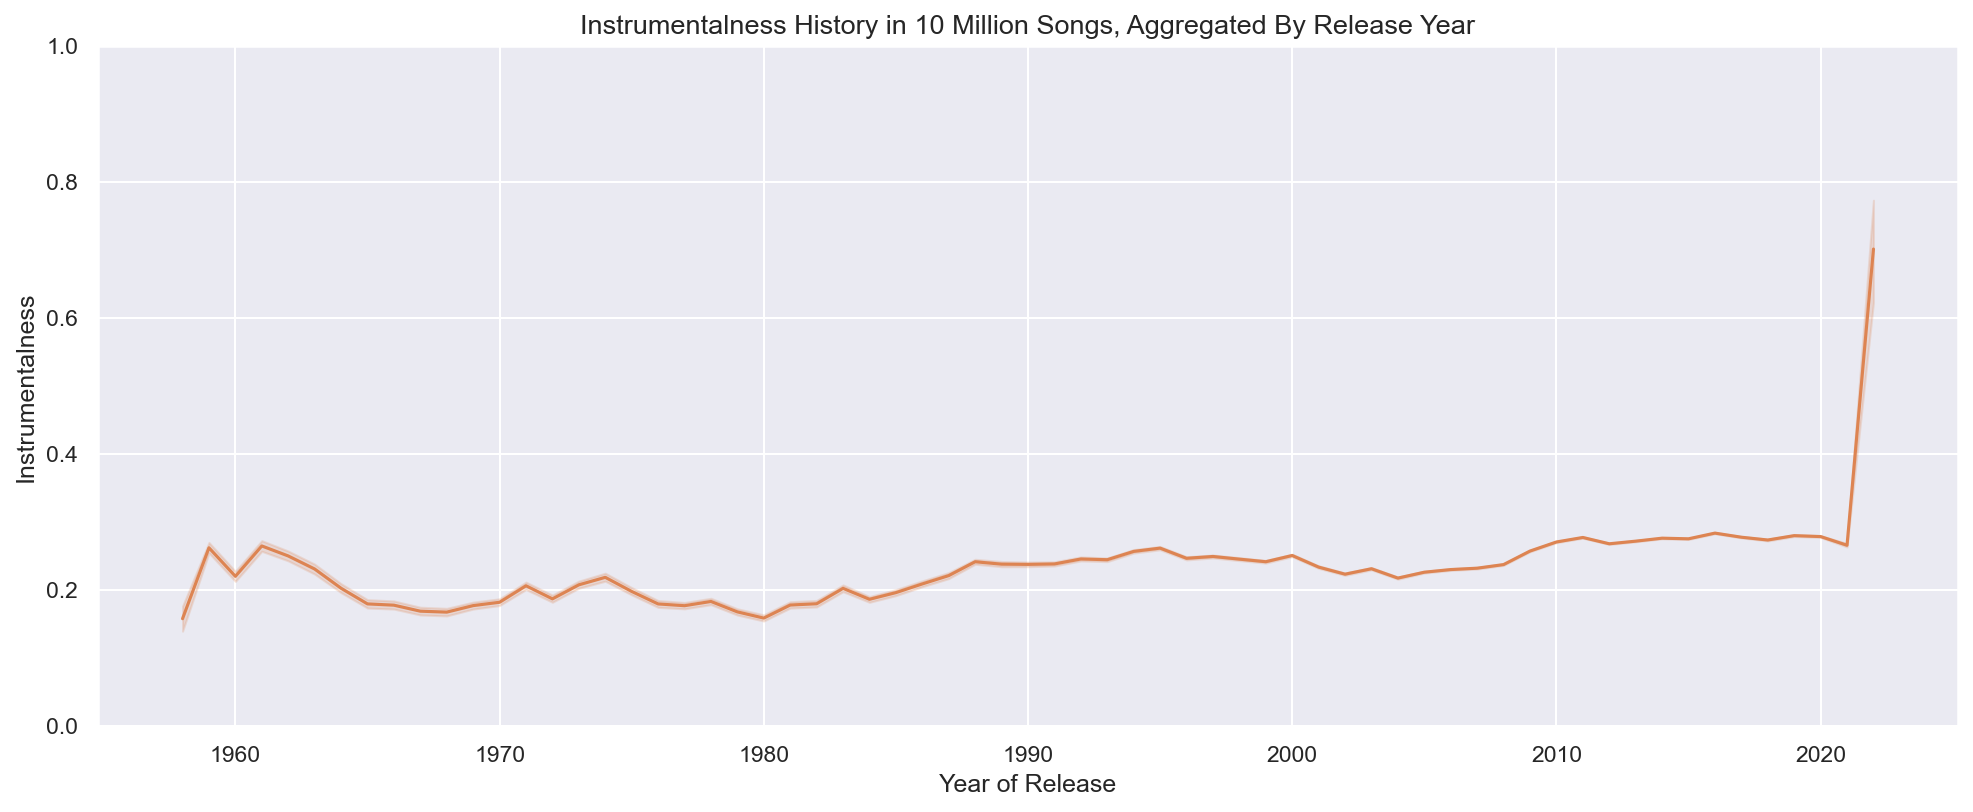 Instrumentalness History in 10 Million Songs, Aggregated By Release Year
1.0
0.8
0.6
0.4
0.2
0.0
Instrumentalness
1960 1970 1980 1990 2000 2010 2020
Year of Release